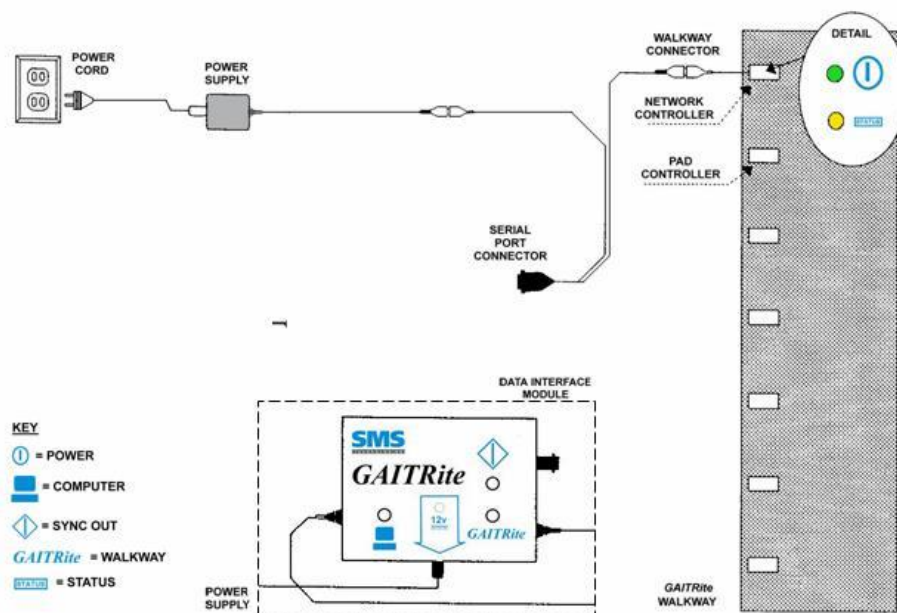 POWER
CORD
POWER
SUPPLY
WALKWAY
CONNECTOR
DETAIL
NETWORK
CONTROLLER
STATUS
PAD
CONTROLLER
SERIAL
PORT
CONNECTOR
DATA INTERFACE
MODULE
KEY
= POWER
= COMPUTER
= SYNC OUT
GAITRite = WALKWAY
STATUS = STATUS
SMS
GAITRite
12v
GAITRite
POWER
SUPPLY
GAITRite
WALKWAY